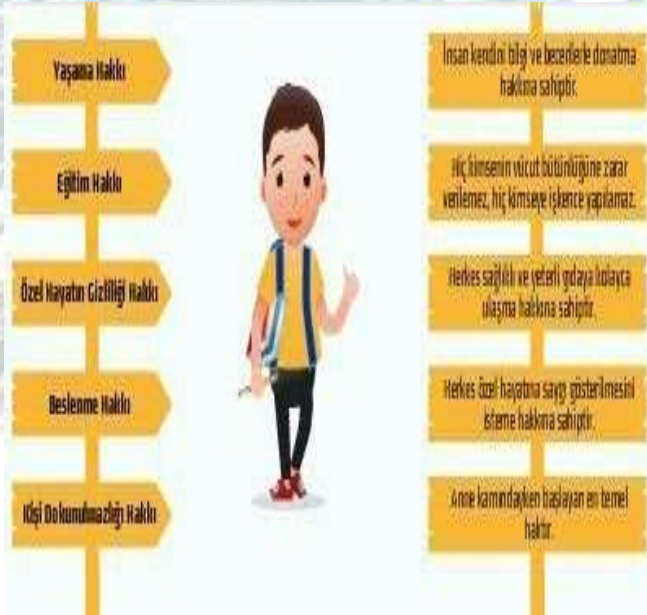 Yaşama Hakkı
Eğitim Hakkı
Özel Hayatın Gizliliği Hakkı
Beslenme Hakkı
Kişi Dokunulmazlığı Hakkı
İnsan kendini bilgi ve becerilerle donatma
hakkına sahiptir.
Hiç kimsenin vücut bütünlüğüne zarar
verilemez, hiç kimseye işkence yapılamaz.
Herkes sağlıklı ve yeterli gıdaya kolayca
ulaşma hakkına sahiptir.
Herkes özel hayatına saygı gösterilmesini
isteme hakkına sahiptir.
Anne karnındayken başlayan en temel
haktır.